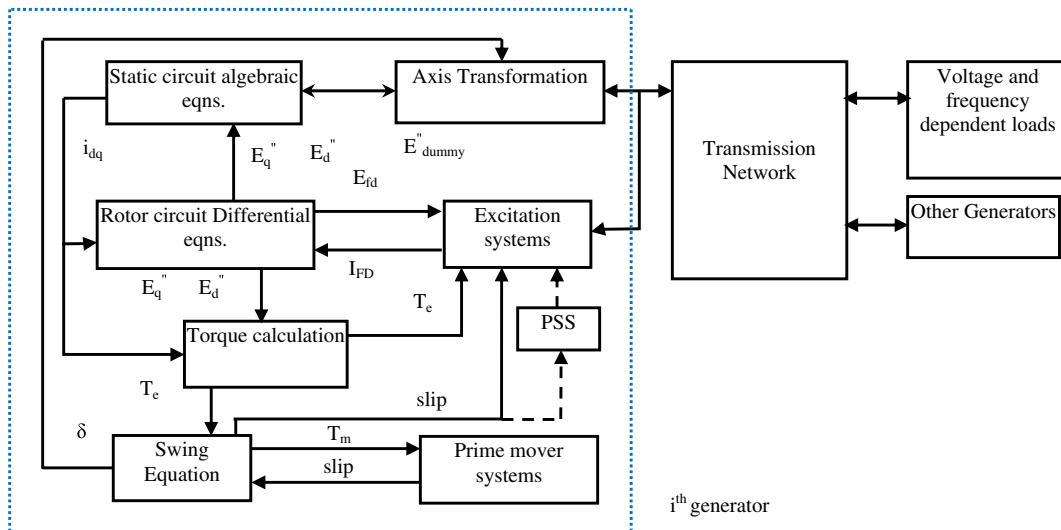 Static circuit algebraic
eqns.
Axis Transformation
Voltage and
frequency
dependent loads
Transmission
Network
i_dq
E_q" E_d" E"_dummy
E_fd
Rotor circuit Differential
eqns.
Excitation
systems
Other Generators
I_FD
E_q" E_d"
T_e
PSS
Torque calculation
T_e
slip
δ
T_m
Swing
Equation
Prime mover
systems
slip
i^th generator